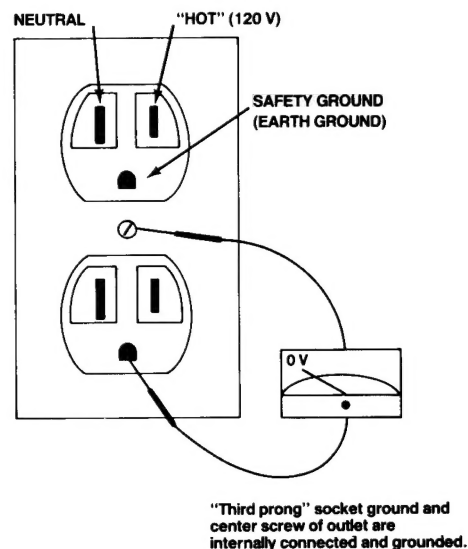 NEUTRAL
"HOT" (120 V)
SAFETY GROUND
(EARTH GROUND)
0 V
"Third prong" socket ground and
center screw of outlet are
internally connected and grounded.